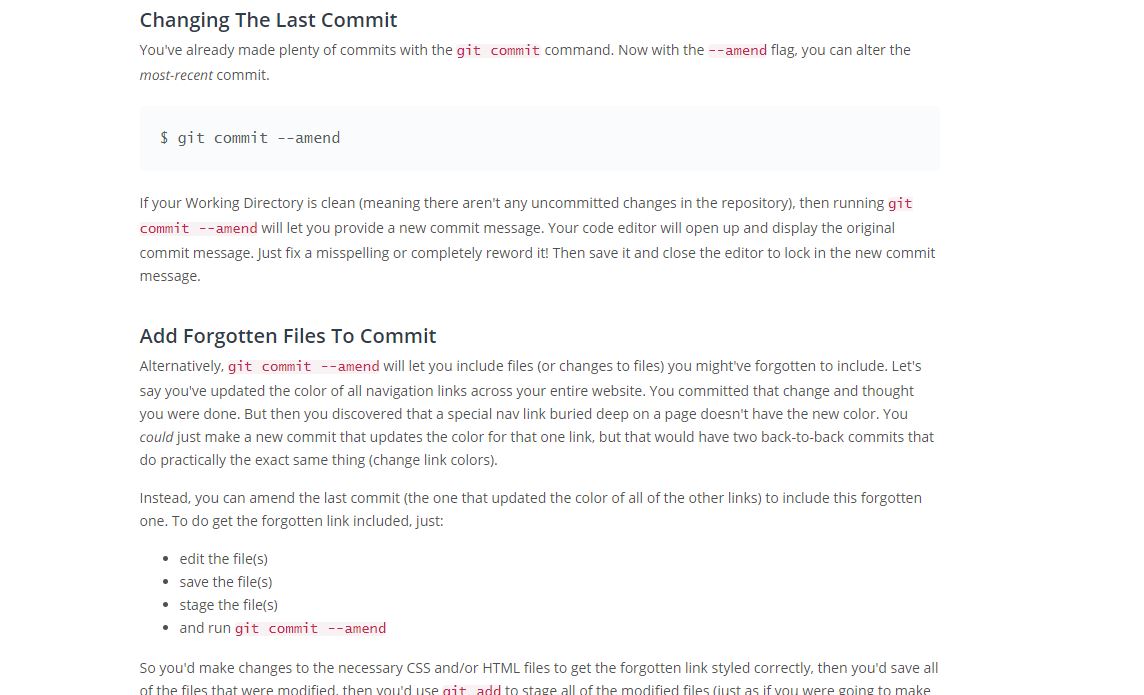 Changing The Last Commit
You've already made plenty of commits with the git commit command. Now with the --amend flag, you can alter the
most-recent commit.
$ git commit --amend
If your Working Directory is clean (meaning there aren't any uncommitted changes in the repository), then running git
commit --amend will let you provide a new commit message. Your code editor will open up and display the original
commit message. Just fix a misspelling or completely reword it! Then save it and close the editor to lock in the new commit
message.
Add Forgotten Files To Commit
Alternatively, git commit --amend will let you include files (or changes to files) you might've forgotten to include. Let's
say you've updated the color of all navigation links across your entire website. You committed that change and thought
you were done. But then you discovered that a special nav link buried deep on a page doesn't have the new color. You
could just make a new commit that updates the color for that one link, but that would have two back-to-back commits that
do practically the exact same thing (change link colors).
Instead, you can amend the last commit (the one that updated the color of all of the other links) to include this forgotten
one. To do get the forgotten link included, just:
• edit the file(s)
• save the file(s)
• stage the file(s)
• and run git commit --amend
So you'd make changes to the necessary CSS and/or HTML files to get the forgotten link styled correctly, then you'd save all
of the files that were modified, then you'd use git add to stage all of the modified files (just as if you were going to make